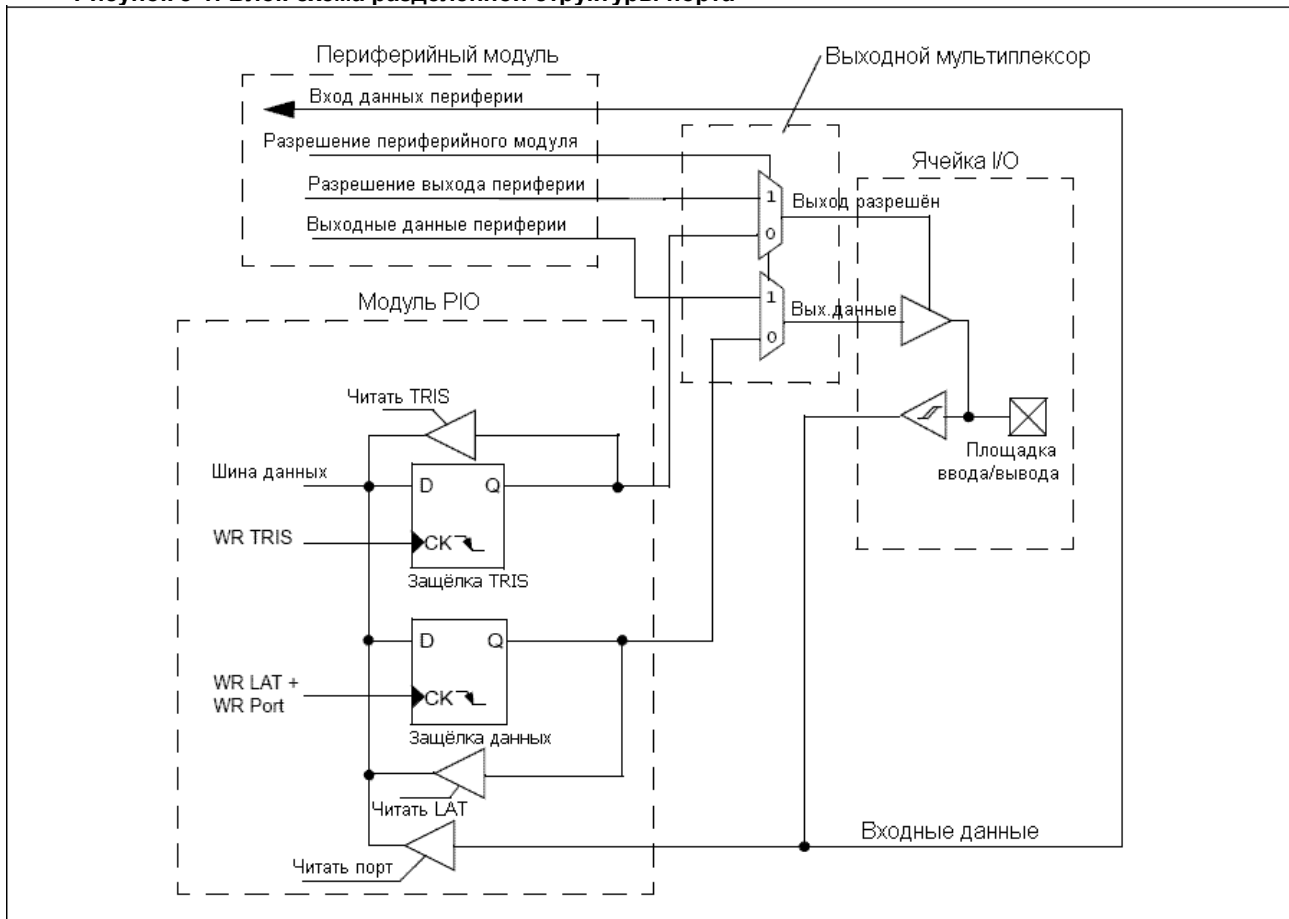 Периферийный модуль
Выходной мультиплексор
Вход данных периферии
Разрешение периферийного модуля
Ячейка I/O
Разрешение выхода периферии
1
Выход разрешён
Выходные данные периферии
0
Модуль PIO
1
Вых.данные
0
Читать TRIS
Площадка
ввода/вывода
Шина данных
D Q
WR TRIS
CK
Защёлка TRIS
D Q
WR LAT +
WR Port
CK
Защёлка данных
Читать LAT
Входные данные
Читать порт